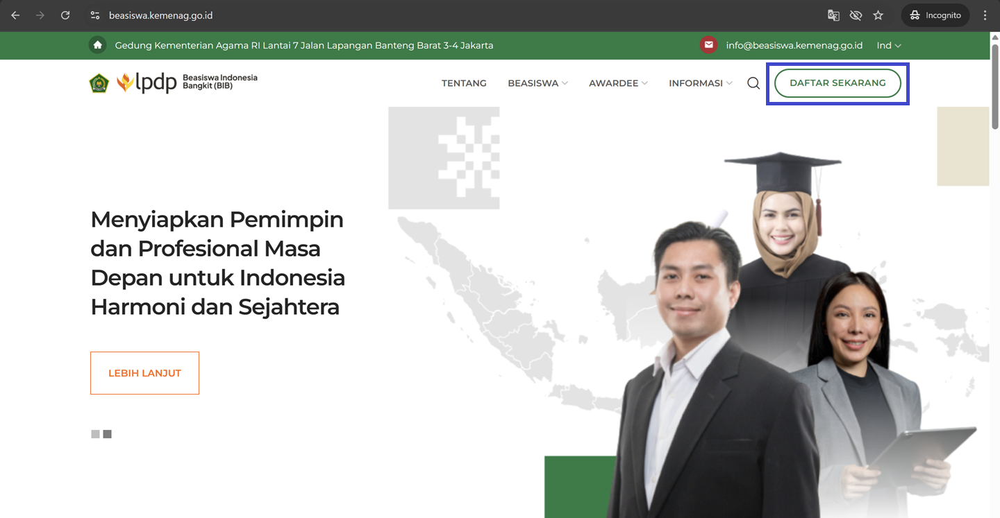 beasiswa.kemenag.go.id
Incognito
Gedung Kementerian Agama RI Lantai 7 Jalan Lapangan Banteng Barat 3-4 Jakarta
info@beasiswa.kemenag.go.id
Ind
lpdp
Beasiswa Indonesia
Bangkit (BIB)
TENTANG
BEASISWA
AWARDEE
INFORMASI
DAFTAR SEKARANG
Menyiapkan Pemimpin
dan Profesional Masa
Depan untuk Indonesia
Harmoni dan Sejahtera
LEBIH LANJUT